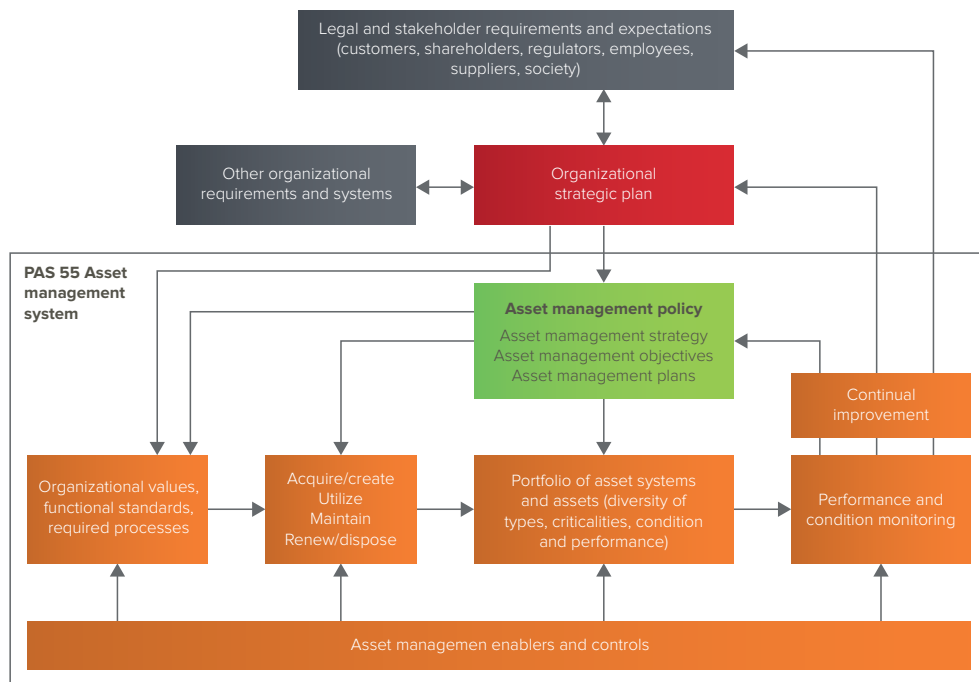 Legal and stakeholder requirements and expectations
(customers, shareholders, regulators, employees,
suppliers, society)
Other organizational
requirements and systems
Organizational
strategic plan
PAS 55 Asset
management
system
Asset management policy
Asset mamagement strategy
Asset management objectives
Asset management plans
Continual
improvement
Organizational values,
functional standards,
required processes
Acquire/create
Utilize
Maintain
Renew/dispose
Portfolio of asset systems
and assets (diversity of
types, criticalities, condition
and performance)
Performance and
condition monitoring
Asset managemen enablers and controls